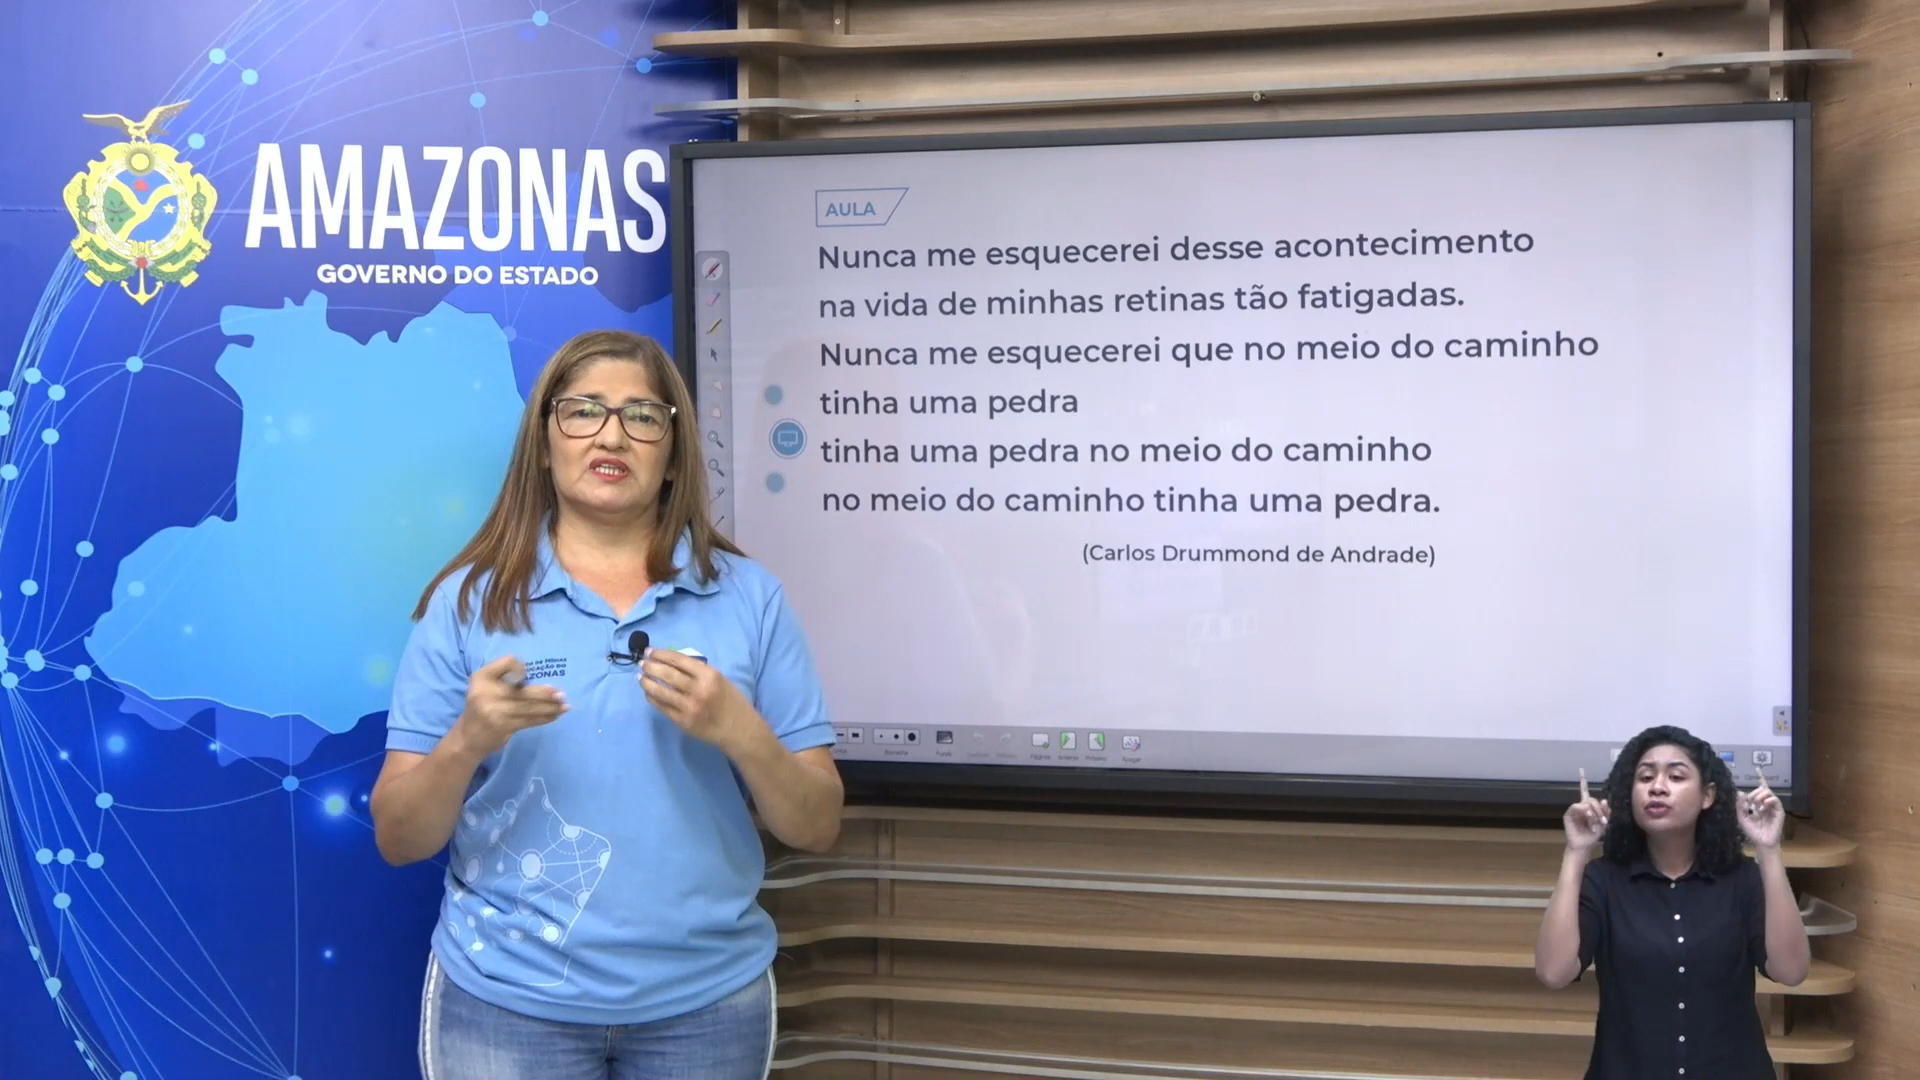 AMAZONAS
GOVERNO DO ESTADO
AULA
Nunca me esquecerei desse acontecimento
na vida de minhas retinas tão fatigadas.
Nunca me esquecerei que no meio do caminho
tinha uma pedra
tinha uma pedra no meio do caminho
no meio do caminho tinha uma pedra.
(Carlos Drummond de Andrade)